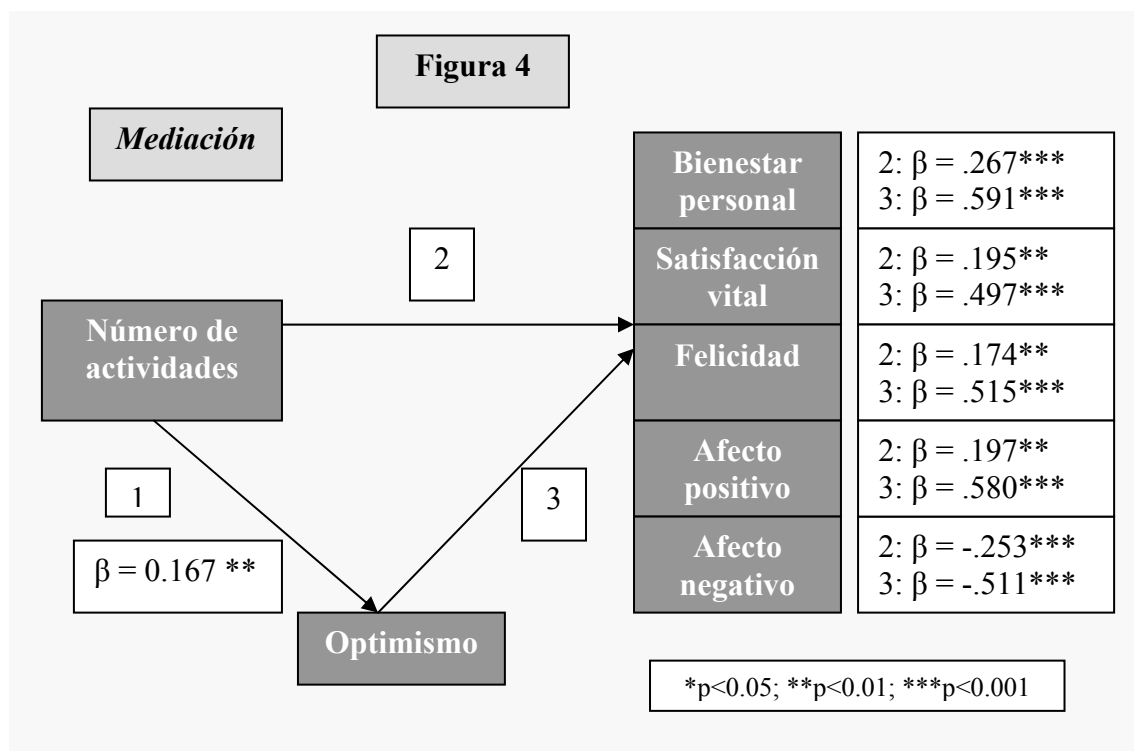 Figura 4
Mediación
Bienestar
personal
2: β = .267***
3: β = .591***
Satisfacción
vital
2: β = .195**
3: β = .497***
Felicidad
2: β = .174**
3: β = .515***
Afecto
positivo
2: β = .197**
3: β = .580***
Afecto
negativo
2: β = -.253***
3: β = -.511***
2
Número de
actividades
1
3
β = 0.167 **
Optimismo
*p<0.05; **p<0.01; ***p<0.001